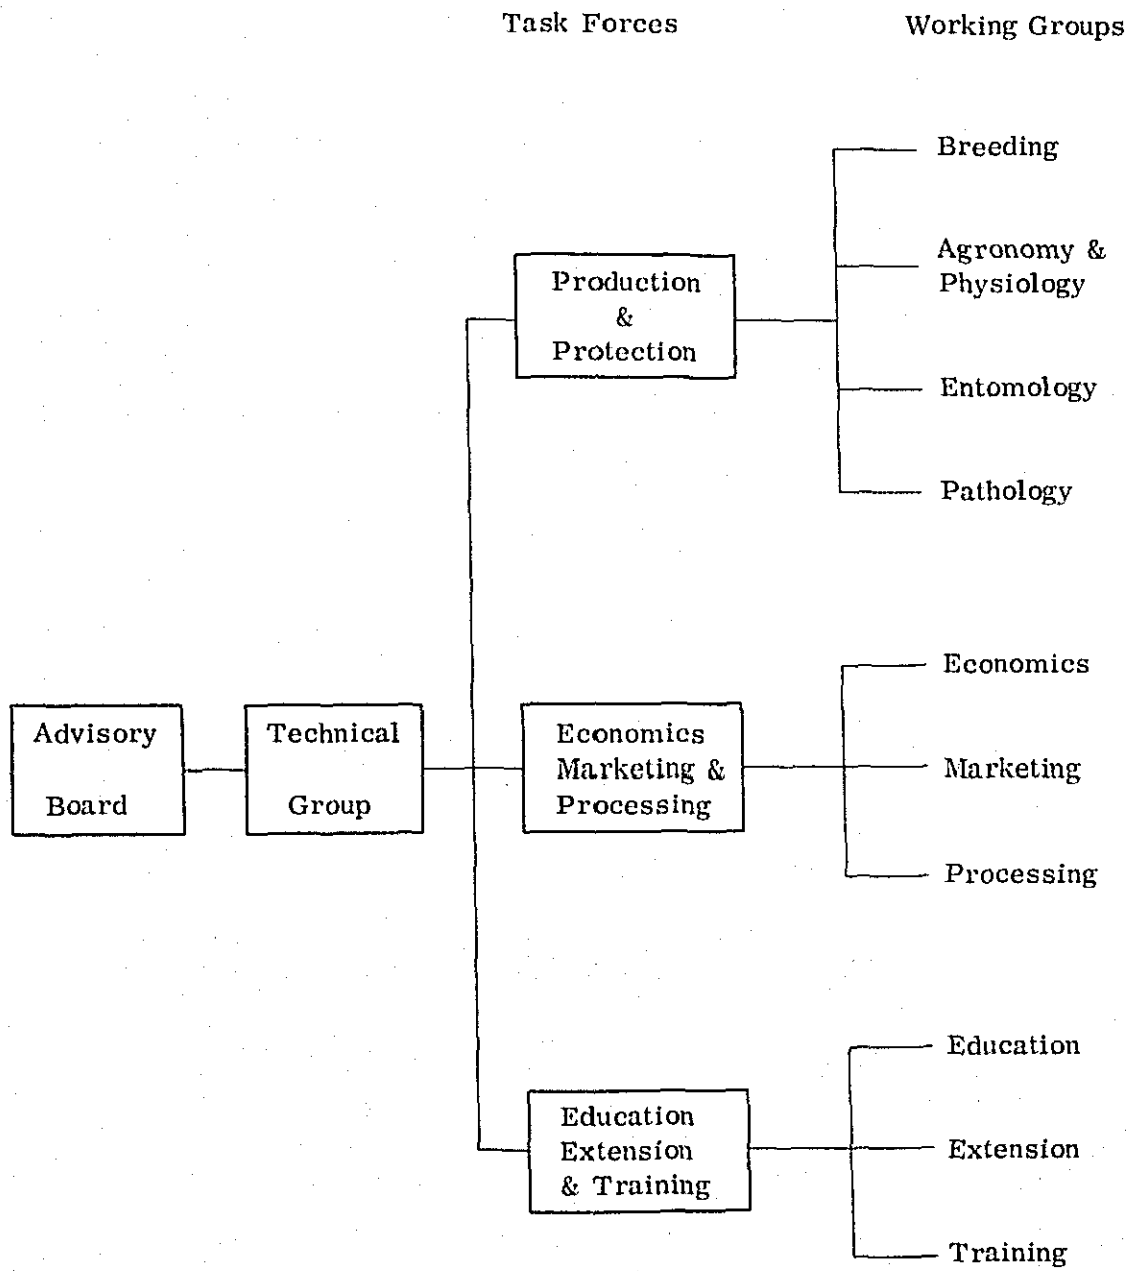 Task Forces
Working Groups
Breeding
Agronomy &
Physiology
Production
&
Protection
Entomology
Pathology
Economics
Advisory
Board
Technical
Group
Economics
Marketing &
Processing
Marketing
Processing
Education
Education
Extension
& Training
Extension
Training